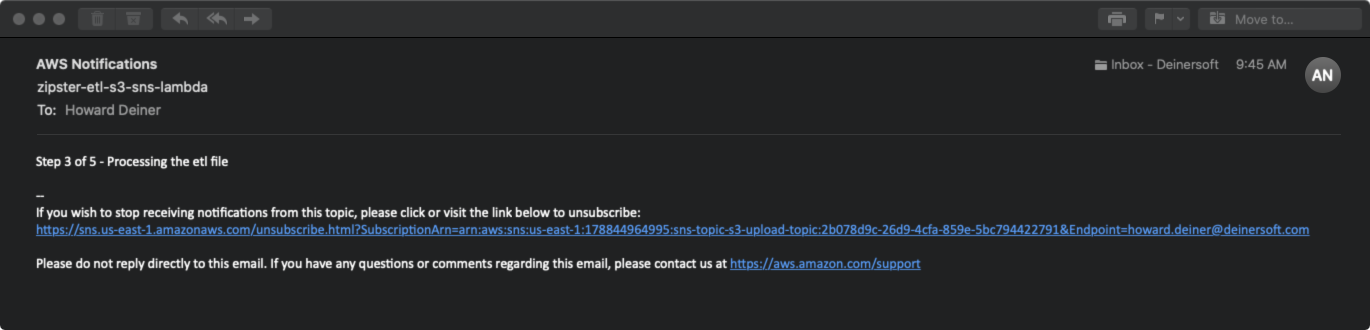 Move to...
AWS Notifications
Inbox - Deinersoft 9:45 AM
AN
zipster-etl-s3-sns-lambda
To: Howard Deiner
Step 3 of 5 - Processing the etl file
--
If you wish to stop receiving notifications from this topic, please click or visit the link below to unsubscribe:
https://sns.us-east-1.amazonaws.com/unsubscribe.html?SubscriptionArn=arn:aws:sns:us-east-1:178844964995:sns-topic-s3-upload-topic:2b078d9c-26d9-4cfa-859e-5bc794422791&Endpoint=howard.deiner@deinersoft.com
Please do not reply directly to this email. If you have any questions or comments regarding this email, please contact us at https://aws.amazon.com/support